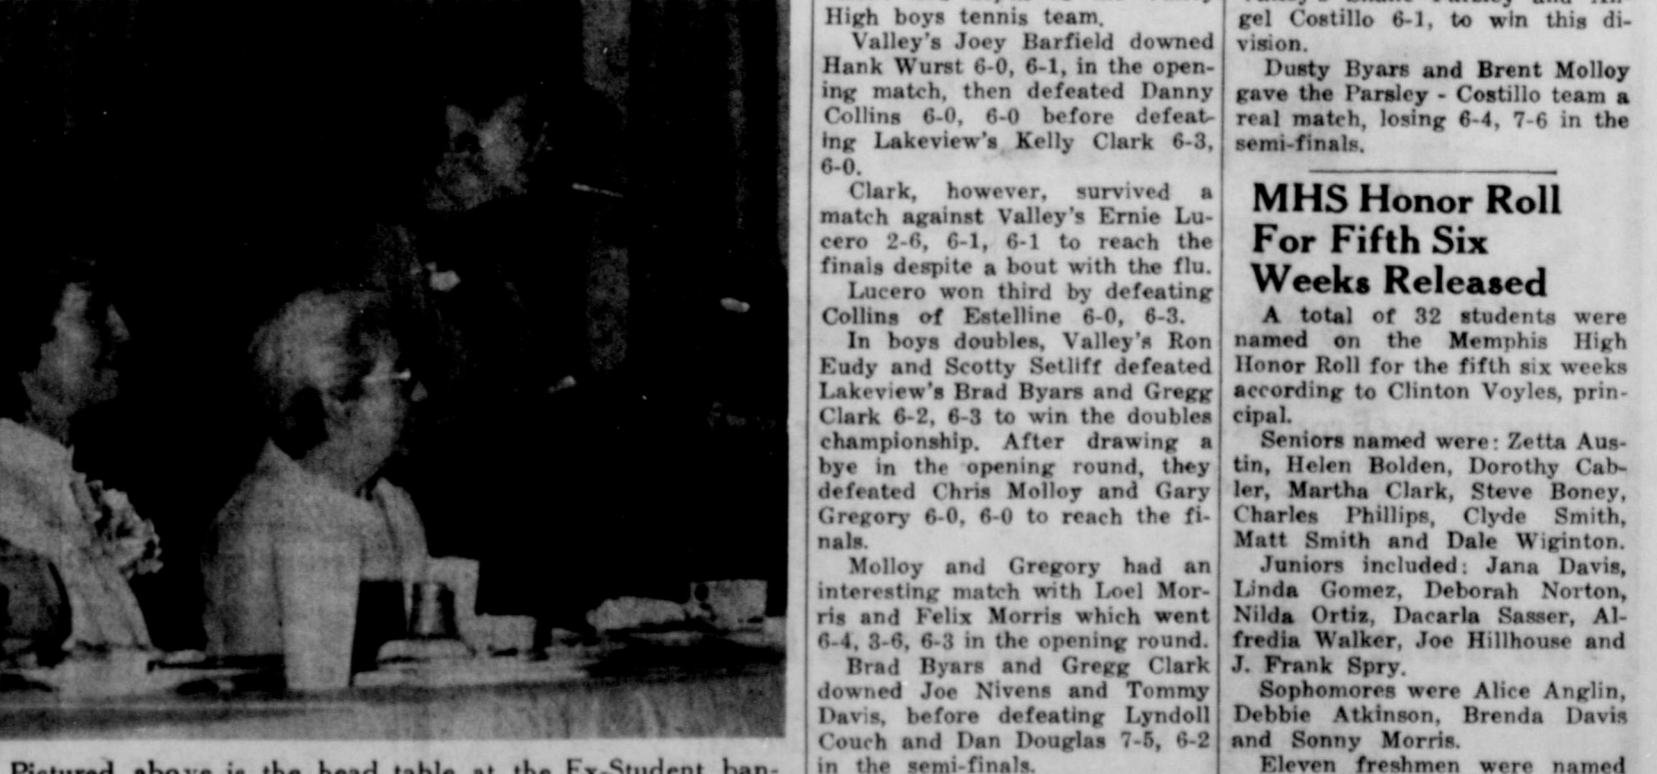 Pictured above is the head table at the Ex-Student ban-
High boys tennis team.
Valley's Joey Barfield downed
Hank Wurst 6-0, 6-1, in the open-
ing match, then defeated Danny
Collins 6-0, 6-0 before defeat-
ing Lakeview's Kelly Clark 6-3,
6-0.
Clark, however, survived a
match against Valley's Ernie Lu-
cero 2-6, 6-1, 6-1 to reach the
finals despite a bout with the flu.
Lucero won third by defeating
Collins of Estelline 6-0, 6-3.
In boys doubles, Valley's Ron
Eudy and Scotty Setliff defeated
Lakeview's Brad Byars and Gregg
Clark 6-2, 6-3 to win the doubles
championship. After drawing a
bye in the opening round, they
defeated Chris Molloy and Gary
Gregory 6-0, 6-0 to reach the fi-
nals.
Molloy and Gregory had an
interesting match with Loel Mor-
ris and Felix Morris which went
6-4, 3-6, 6-3 in the opening round.
Brad Byars and Gregg Clark
downed Joe Nivens and Tommy
Davis, before defeating Lyndoll
Couch and Dan Douglas 7-5, 6-2
in the semi-finals.
gel Costillo 6-1, to win this di-
vision.
Dusty Byars and Brent Molloy
gave the Parsley - Costillo team a
real match, losing 6-4, 7-6 in the
semi-finals.
MHS Honor Roll
For Fifth Six
Weeks Released
A total of 32 students were
named on the Memphis High
Honor Roll for the fifth six weeks
according to Clinton Voyles, prin-
cipal.
Seniors named were: Zetta Aus-
tin, Helen Bolden, Dorothy Cab-
ler, Martha Clark, Steve Boney,
Charles Phillips, Clyde Smith,
Matt Smith and Dale Wiginton.
Juniors included: Jana Davis,
Linda Gomez, Deborah Norton,
Nilda Ortiz, Dacarla Sasser, Al-
fredia Walker, Joe Hillhouse and
J. Frank Spry.
Sophomores were Alice Anglin,
Debbie Atkinson, Brenda Davis
and Sonny Morris.
Eleven freshmen were named